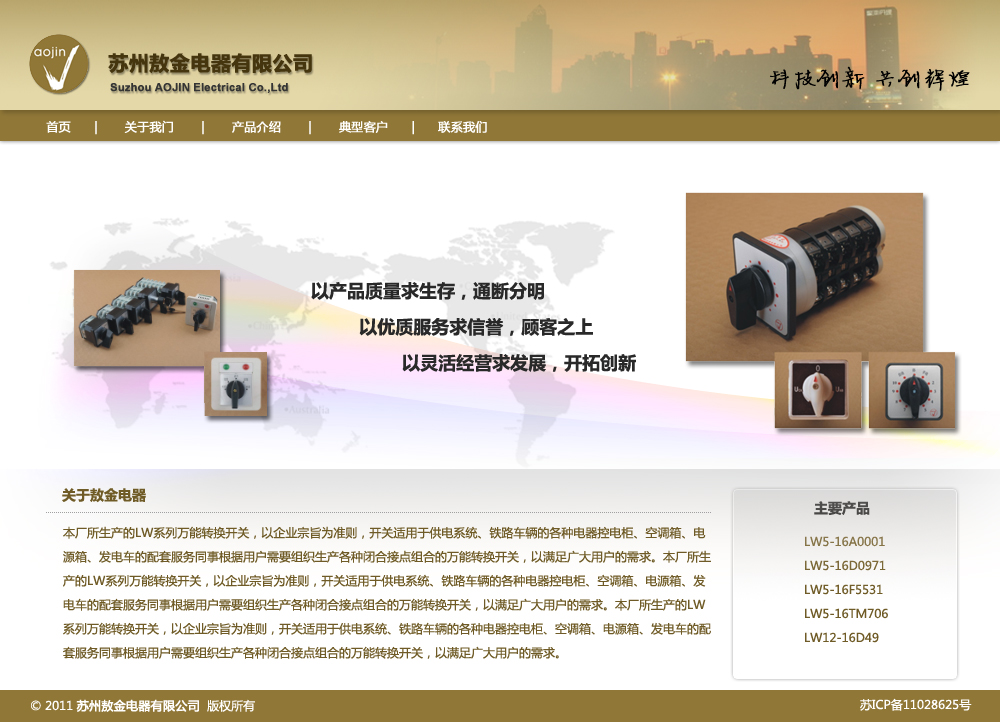 aojin
苏州敖金电器有限公司
Suzhou AOJIN Electrical Co.,Ltd
科技创新 共创辉煌
首页 | 关于我们 | 产品介绍 | 典型客户 | 联系我们
以产品质量求生存，通断分明
以优质服务求信誉，顾客之上
以灵活经营求发展，开拓创新
Australia
关于敖金电器
本厂所生产的LW系列万能转换开关，以企业宗旨为准则，开关适用于供电系统、铁路车辆的各种电器控电柜、空调箱、电
源箱、发电车的配套服务同事根据用户需要组织生产各种闭合接点组合的万能转换开关，以满足广大用户的需求。本厂所生
产的LW系列万能转换开关，以企业宗旨为准则，开关适用于供电系统、铁路车辆的各种电器控电柜、空调箱、电源箱、发
电车的配套服务同事根据用户需要组织生产各种闭合接点组合的万能转换开关，以满足广大用户的需求。本厂所生产的LW
系列万能转换开关，以企业宗旨为准则，开关适用于供电系统、铁路车辆的各种电器控电柜、空调箱、电源箱、发电车的配
套服务同事根据用户需要组织生产各种闭合接点组合的万能转换开关，以满足广大用户的需求。
主要产品
LW5-16A0001
LW5-16D0971
LW5-16F5531
LW5-16TM706
LW12-16D49
© 2011 苏州敖金电器有限公司 版权所有
苏ICP备11028625号